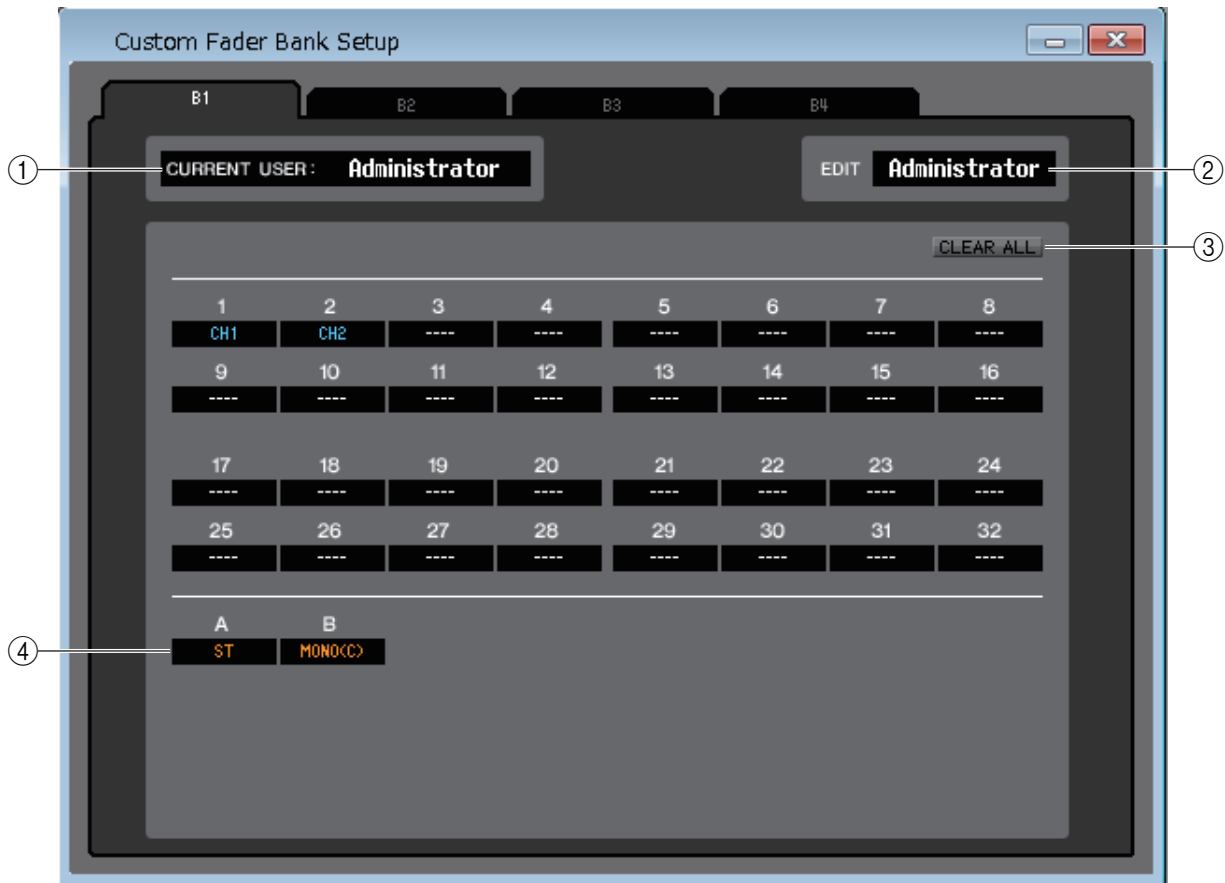 Custom Fader Bank Setup
B1 B2 B3 B4
① CURRENT USER: Administrator EDIT Administrator ②
CLEAR ALL ③
1 2 3 4 5 6 7 8
CH1 CH2 ---- ---- ---- ---- ---- ----
9 10 11 12 13 14 15 16
---- ---- ---- ---- ---- ---- ---- ----
17 18 19 20 21 22 23 24
---- ---- ---- ---- ---- ---- ---- ----
25 26 27 28 29 30 31 32
---- ---- ---- ---- ---- ---- ---- ----
A B
④ ST MONO(C)